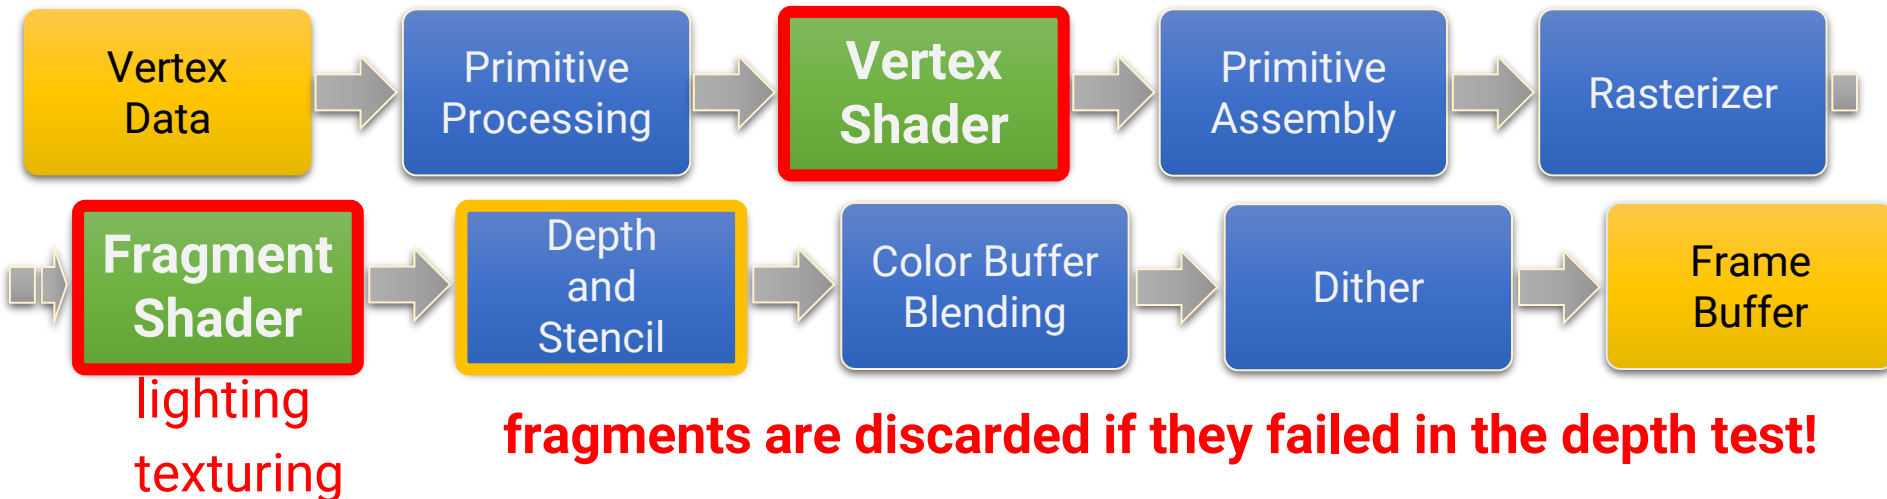 Vertex
Data
Primitive
Processing
Vertex
Shader
Primitive
Assembly
Rasterizer
Fragment
Shader
Depth
and
Stencil
Color Buffer
Blending
Dither
Frame
Buffer
lighting
texturing
fragments are discarded if they failed in the depth test!